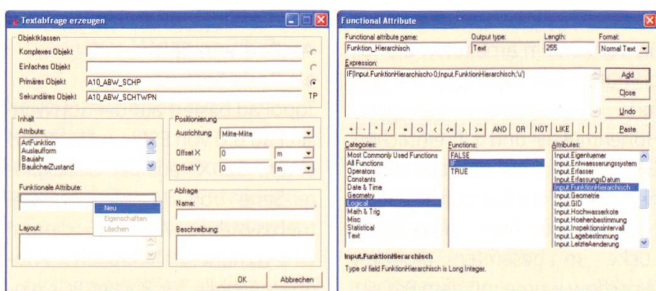 Textabfrage erzeugen
Objektklassen
Komplexes Objekt
Einfaches Objekt
Primäres Objekt A10_ABW_SCHP
Sekundäres Objekt A10_ABW_SCHTWPN TP
Inhalt
Attribute:
ArtFunktion
Auslaufform
Baujahr
BaulicherZustand
Funktionale Attribute:
Neu
Eigenschaften
Löschen
Layout:
Positionierung
Ausrichtung Mitte-Mitte
Offset X 0 m
Offset Y 0 m
Abfrage
Name:
Beschreibung:
OK Abbrechen
Functional Attribute
Functional attribute name: Output type: Length: Format:
Funktion_Hierarchisch Text 255 Normal Text
Expression:
IF(Input.FunktionHierarchisch>0;Input.FunktionHierarchisch;'u')
Add
Close
Undo
Paste
+ - * / = <> < <= > >= AND OR NOT LIKE ( )
Categories: Functions: Attributes:
Most Commonly Used Functions
All Functions
Operators
Constants
Date & Time
Geometry
Logical
Math & Trig
Misc
Statistical
Text
FALSE
IF
TRUE
Input.Eigentuemer
Input.Entwaesserungssystem
Input.Erfasser
Input.ErfassungsDatum
Input.FunktionHierarchisch
Input.Geometrie
Input.GID
Input.Hochwasserkote
Input.Hoehenbestimmung
Input.Inspektionsintervall
Input.Lagebestimmung
Input.LetzteAenderung
Input.FunktionHierarchisch
Type of field FunktionHierarchisch is Long Integer.